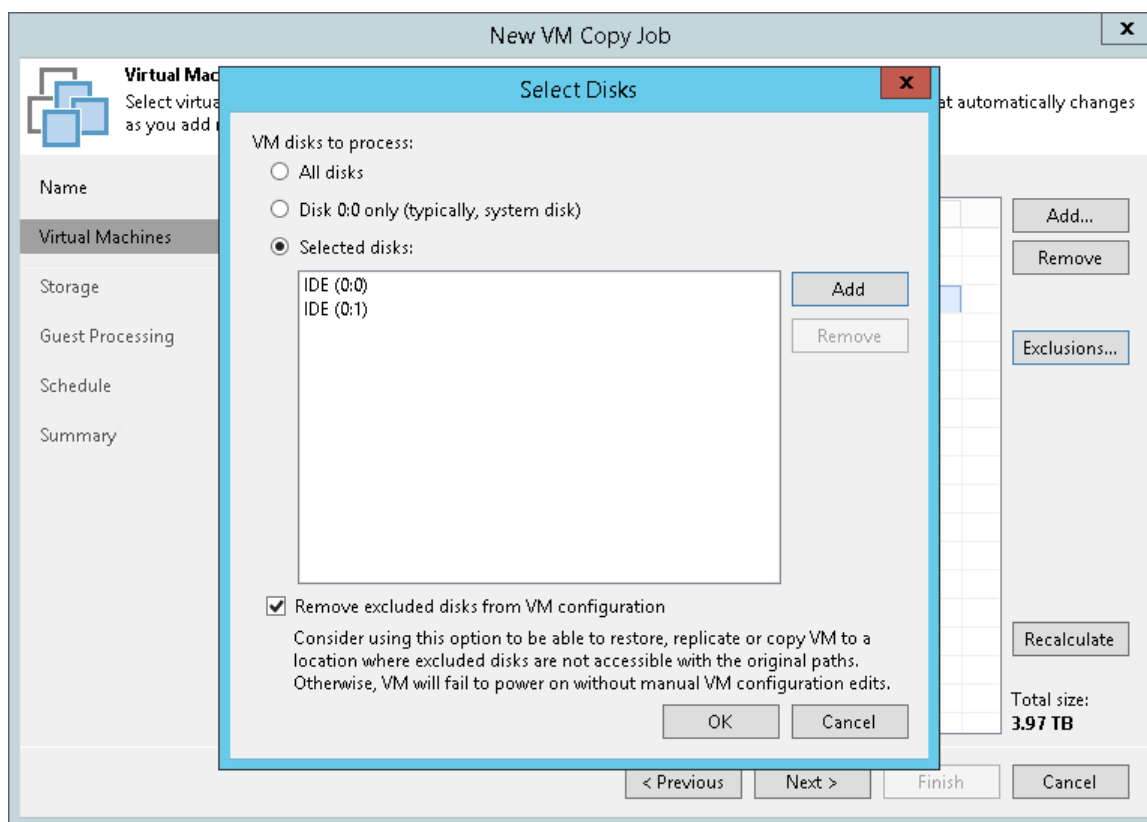 New VM Copy Job
x
Virtual Mac
Select virtua
at automatically changes
as you add
Select Disks
x
VM disks to process:
All disks
Disk 0:0 only (typically, system disk)
Selected disks:
IDE (0:0)
IDE (0:1)
Add
Remove
Remove excluded disks from VM configuration
Consider using this option to be able to restore, replicate or copy VM to a
location where excluded disks are not accessible with the original paths.
Otherwise, VM will fail to power on without manual VM configuration edits.
OK
Cancel
Name
Virtual Machines
Storage
Guest Processing
Schedule
Summary
Add...
Remove
Exclusions...
Recalculate
Total size:
3.97 TB
< Previous
Next >
Finish
Cancel